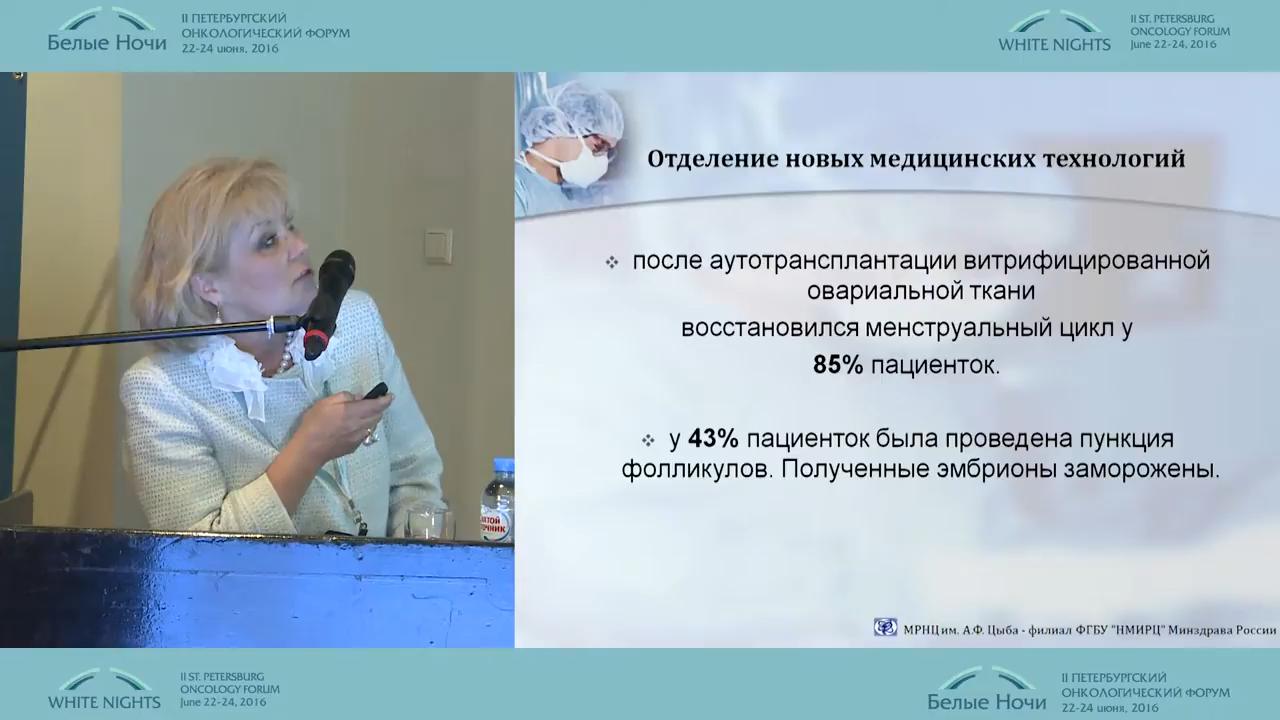 Белые Ночи
II ПЕТЕРБУРГСКИЙ
ОНКОЛОГИЧЕСКИЙ ФОРУМ
22-24 июня, 2016
WHITE NIGHTS
II ST. PETERSBURG
ONCOLOGY FORUM
June 22-24, 2016
Отделение новых медицинских технологий
после аутотрансплантации витрифицированной
овариальной ткани
восстановился менструальный цикл у
85% пациенток.
у 43% пациенток была проведена пункция
фолликулов. Полученные эмбрионы заморожены.
МРНЦ им. А.Ф. Цыба - филиал ФГБУ "НМИРЦ" Минздрава России
WHITE NIGHTS
II ST. PETERSBURG
ONCOLOGY FORUM
June 22-24, 2016
Белые Ночи
II ПЕТЕРБУРГСКИЙ
ОНКОЛОГИЧЕСКИЙ ФОРУМ
22-24 июня, 2016